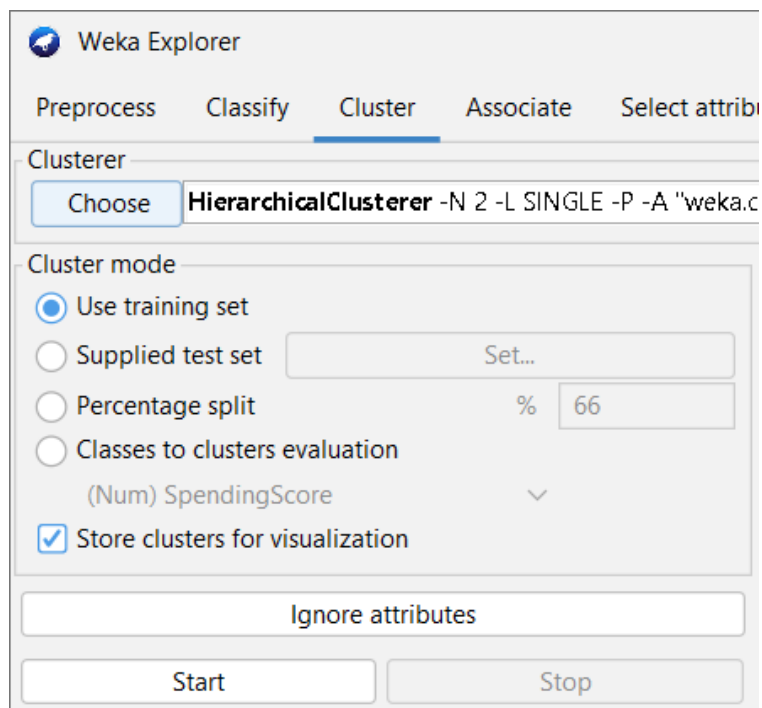 Weka Explorer
Preprocess Classify Cluster Associate Select attrib
Clusterer
Choose HierarchicalClusterer -N 2 -L SINGLE -P -A "weka.c
Cluster mode
Use training set
Supplied test set Set...
Percentage split % 66
Classes to clusters evaluation
(Num) SpendingScore
Store clusters for visualization
Ignore attributes
Start Stop